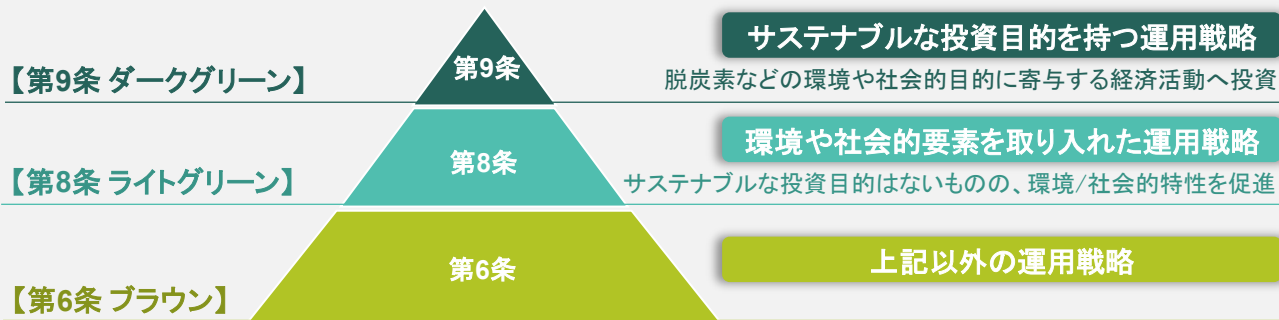 サステナブルな投資目的を持つ運用戦略
第9条
【第9条 ダークグリーン】
脱炭素などの環境や社会的目的に寄与する経済活動へ投資
環境や社会的要素を取り入れた運用戦略
第8条
【第8条 ライトグリーン】
サステナブルな投資目的はないものの、環境/社会的特性を促進
上記以外の運用戦略
第6条
【第6条 ブラウン】